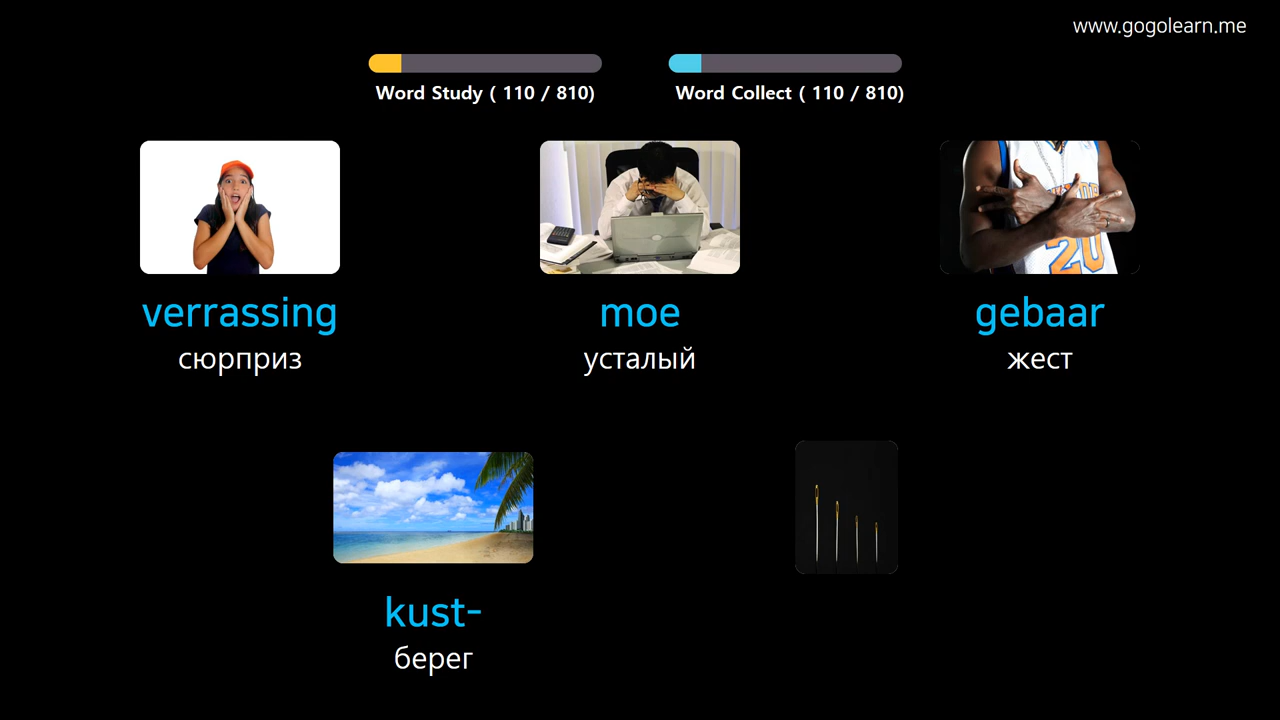 www.gogolearn.me
Word Study ( 110 / 810)
Word Collect ( 110 / 810)
verrassing
сюрприз
moe
усталый
gebaar
жест
20
kust-
берег